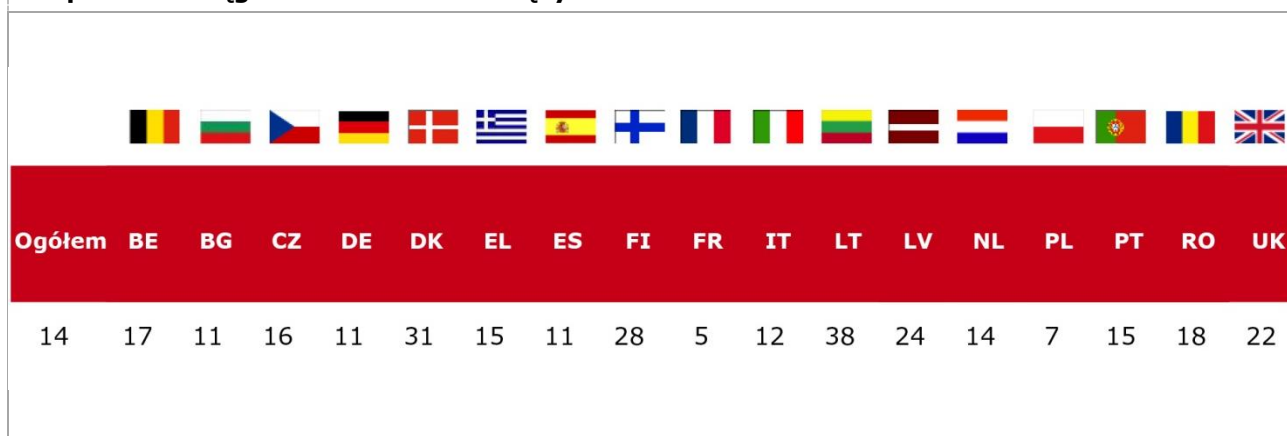 Ogółem BE BG CZ DE DK EL ES FI FR IT LT LV NL PL PT RO UK
14 17 11 16 11 31 15 11 28 5 12 38 24 14 7 15 18 22